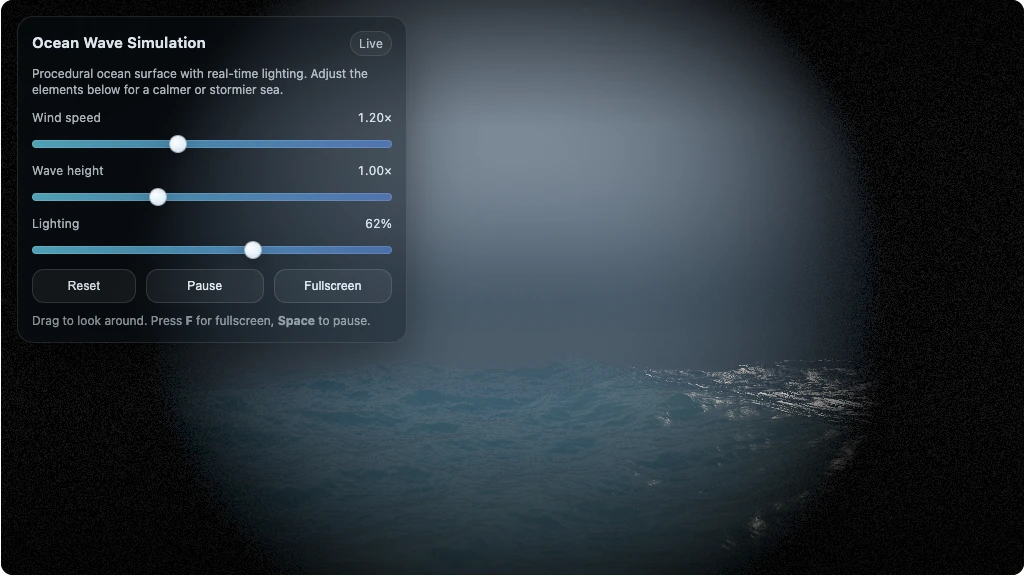 Ocean Wave Simulation
Live
Procedural ocean surface with real-time lighting. Adjust the
elements below for a calmer or stormier sea.
Wind speed 1.20×
Wave height 1.00×
Lighting 62%
Reset Pause Fullscreen
Drag to look around. Press F for fullscreen, Space to pause.